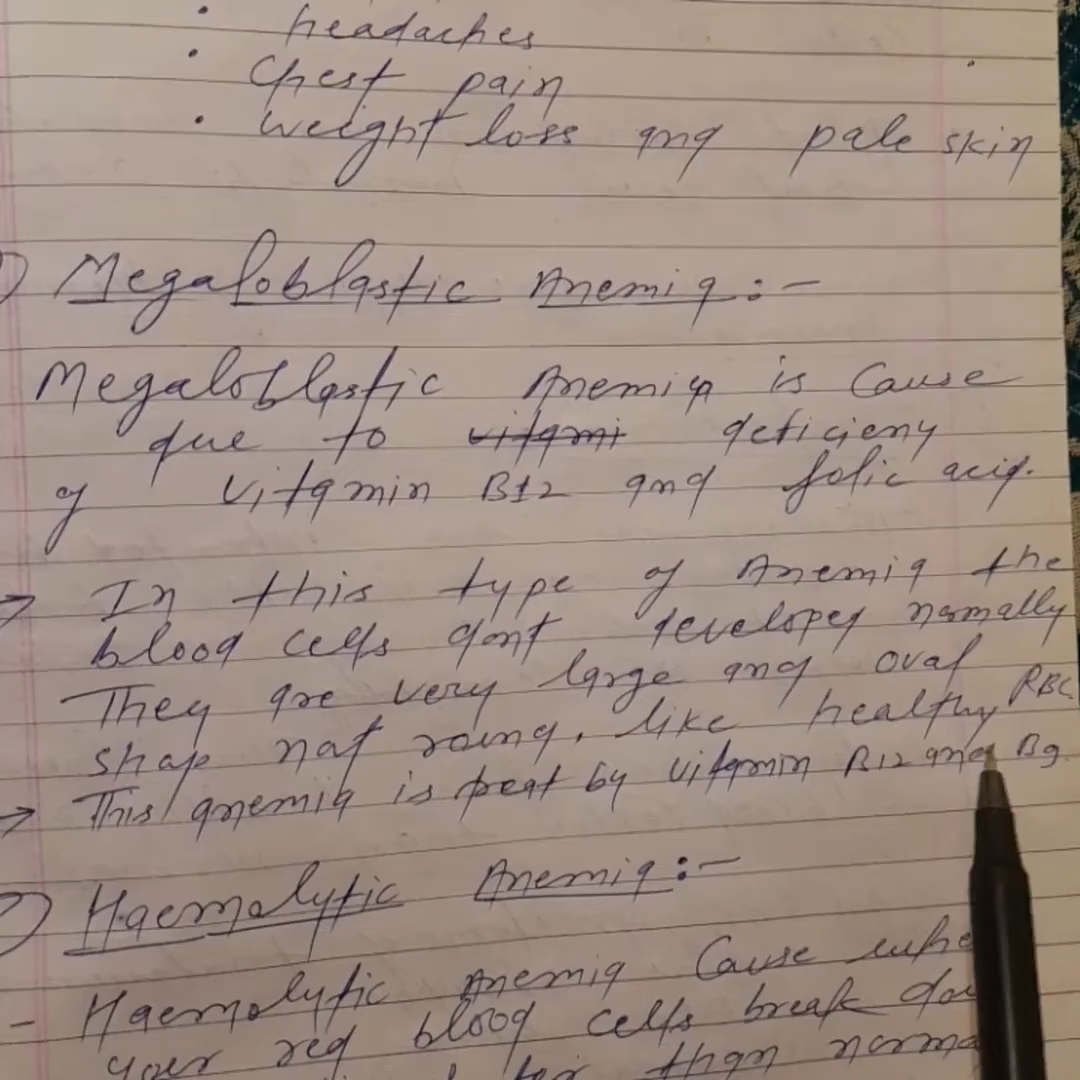 • headaches
• Chest pain
• weight loss and pale skin
Megaloblastic Anemia :-
Megaloblastic Anemia is Cause
due to vitami deficieny
of vitamin B12 and folic acid.
→ In this type of Anemia the
blood cells dont developed normally
They are very large and oval
shap not round, like healthy RBC
→ This anemia is treat by vitamin B12 and B9.
Haemolytic Anemia :-
- Haemolytic Anemia Cause whe
your red blood cells break do
than norma